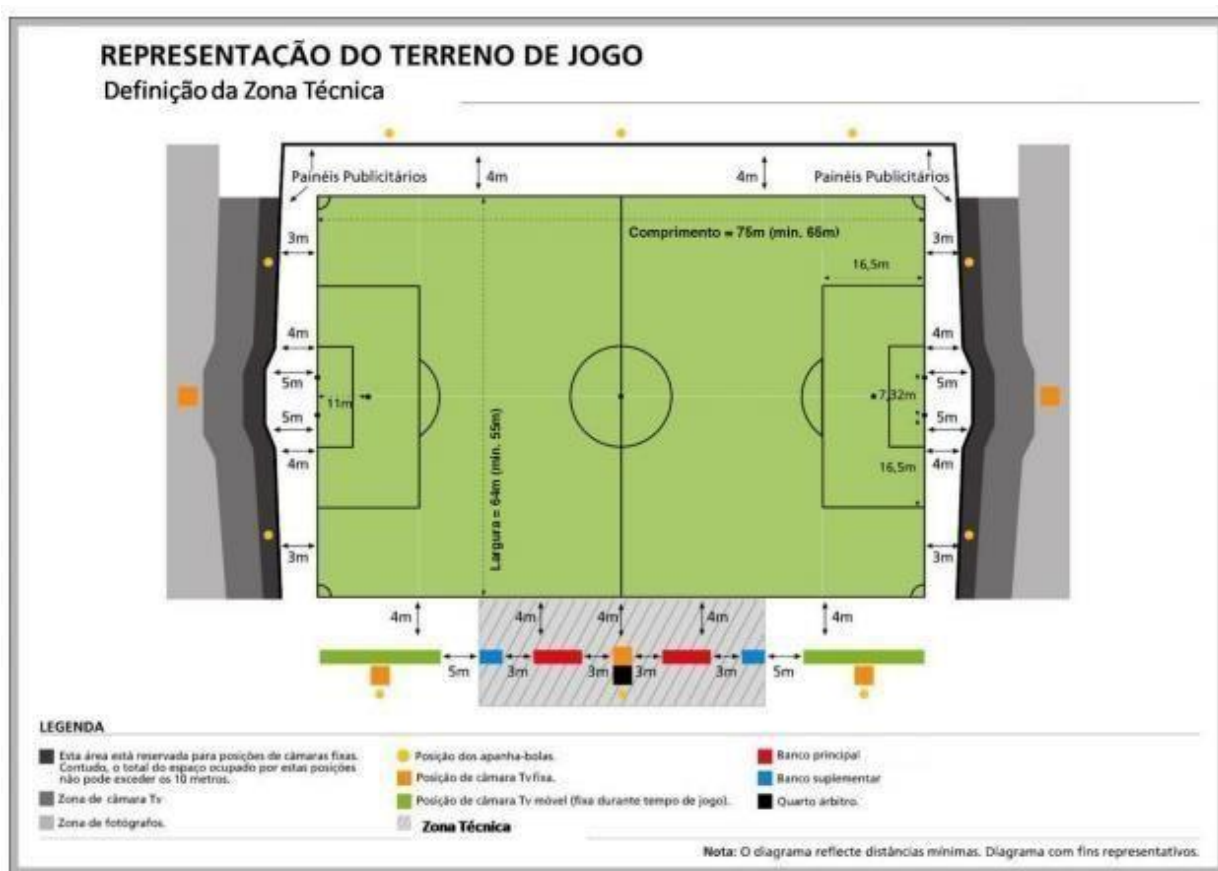 REPRESENTAÇÃO DO TERRENO DE JOGO
Definição da Zona Técnica
Painéis Publicitários
4m
4m
Painéis Publicitários
3m
Comprimento = 75m (min. 65m)
3m
16,5m
4m
4m
5m
5m
11m
7,32m
5m
5m
Largura = 64m (min. 55m)
4m
16,5m
4m
3m
3m
4m
4m
4m
4m
4m
5m
3m
3m
3m
3m
5m
LEGENDA
Esta área está reservada para posições de câmaras fixas.
Contudo, o total do espaço ocupado por estas posições
não pode exceder os 10 metros.
Zona de câmara Tv
Zona de fotógrafos.
Posição dos apanha-bolas.
Posição de câmara Tv fixa.
Posição de câmara Tv móvel (fixa durante tempo de jogo).
Zona Técnica
Banco principal
Banco suplementar
Quarto árbitro.
Nota: O diagrama reflecte distâncias mínimas. Diagrama com fins representativos.